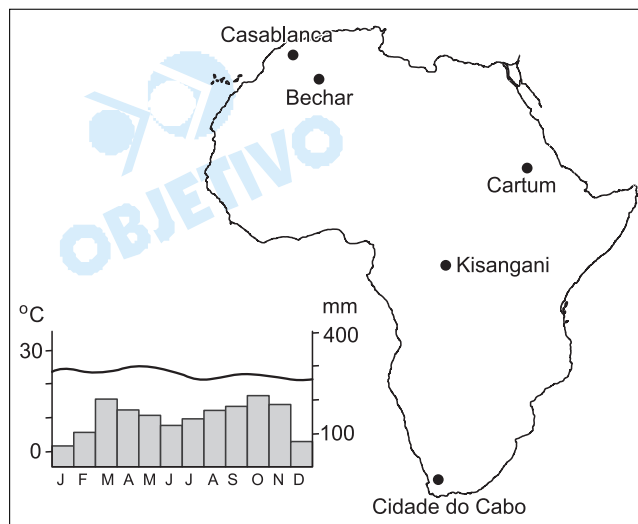 Casablanca
Bechar
OBJETIVO
Cartum
Kisangani
ºC mm
400
30
100
0
J F M A M J J A S O N D
Cidade do Cabo